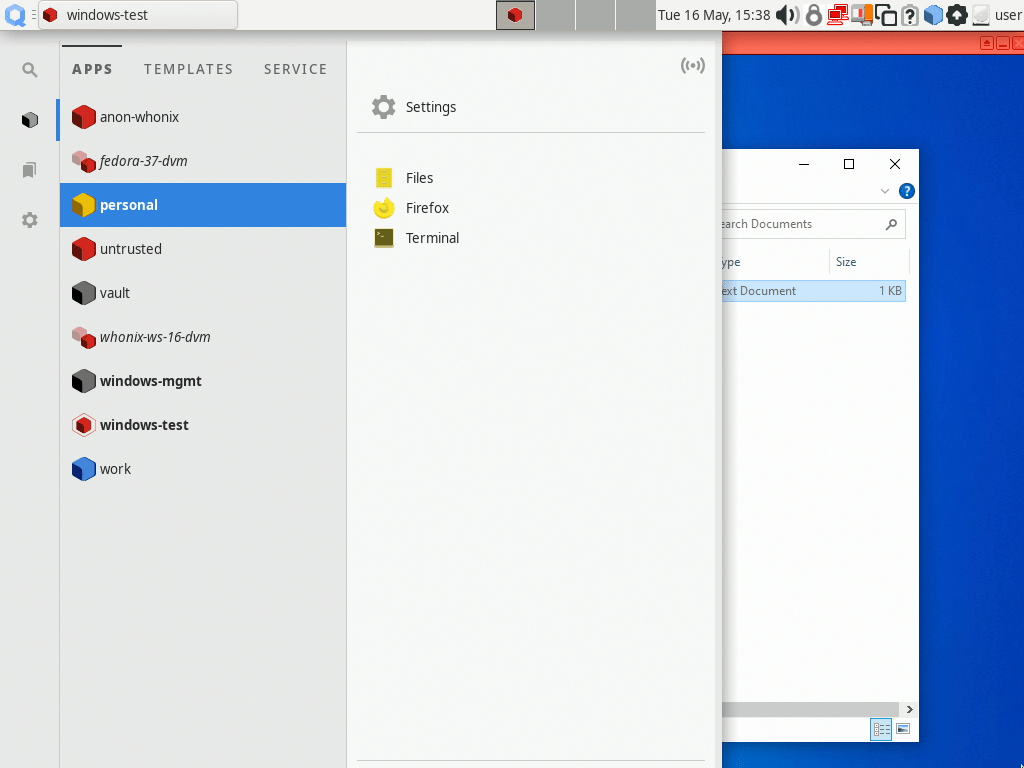 windows-test
Tue 16 May, 15:38
user
APPS TEMPLATES SERVICE
anon-whonix
fedora-37-dvm
personal
untrusted
vault
whonix-ws-16-dvm
windows-mgmt
windows-test
work
Settings
Files
Firefox
Terminal
earch Documents
ype
Size
ext Document
1 KB